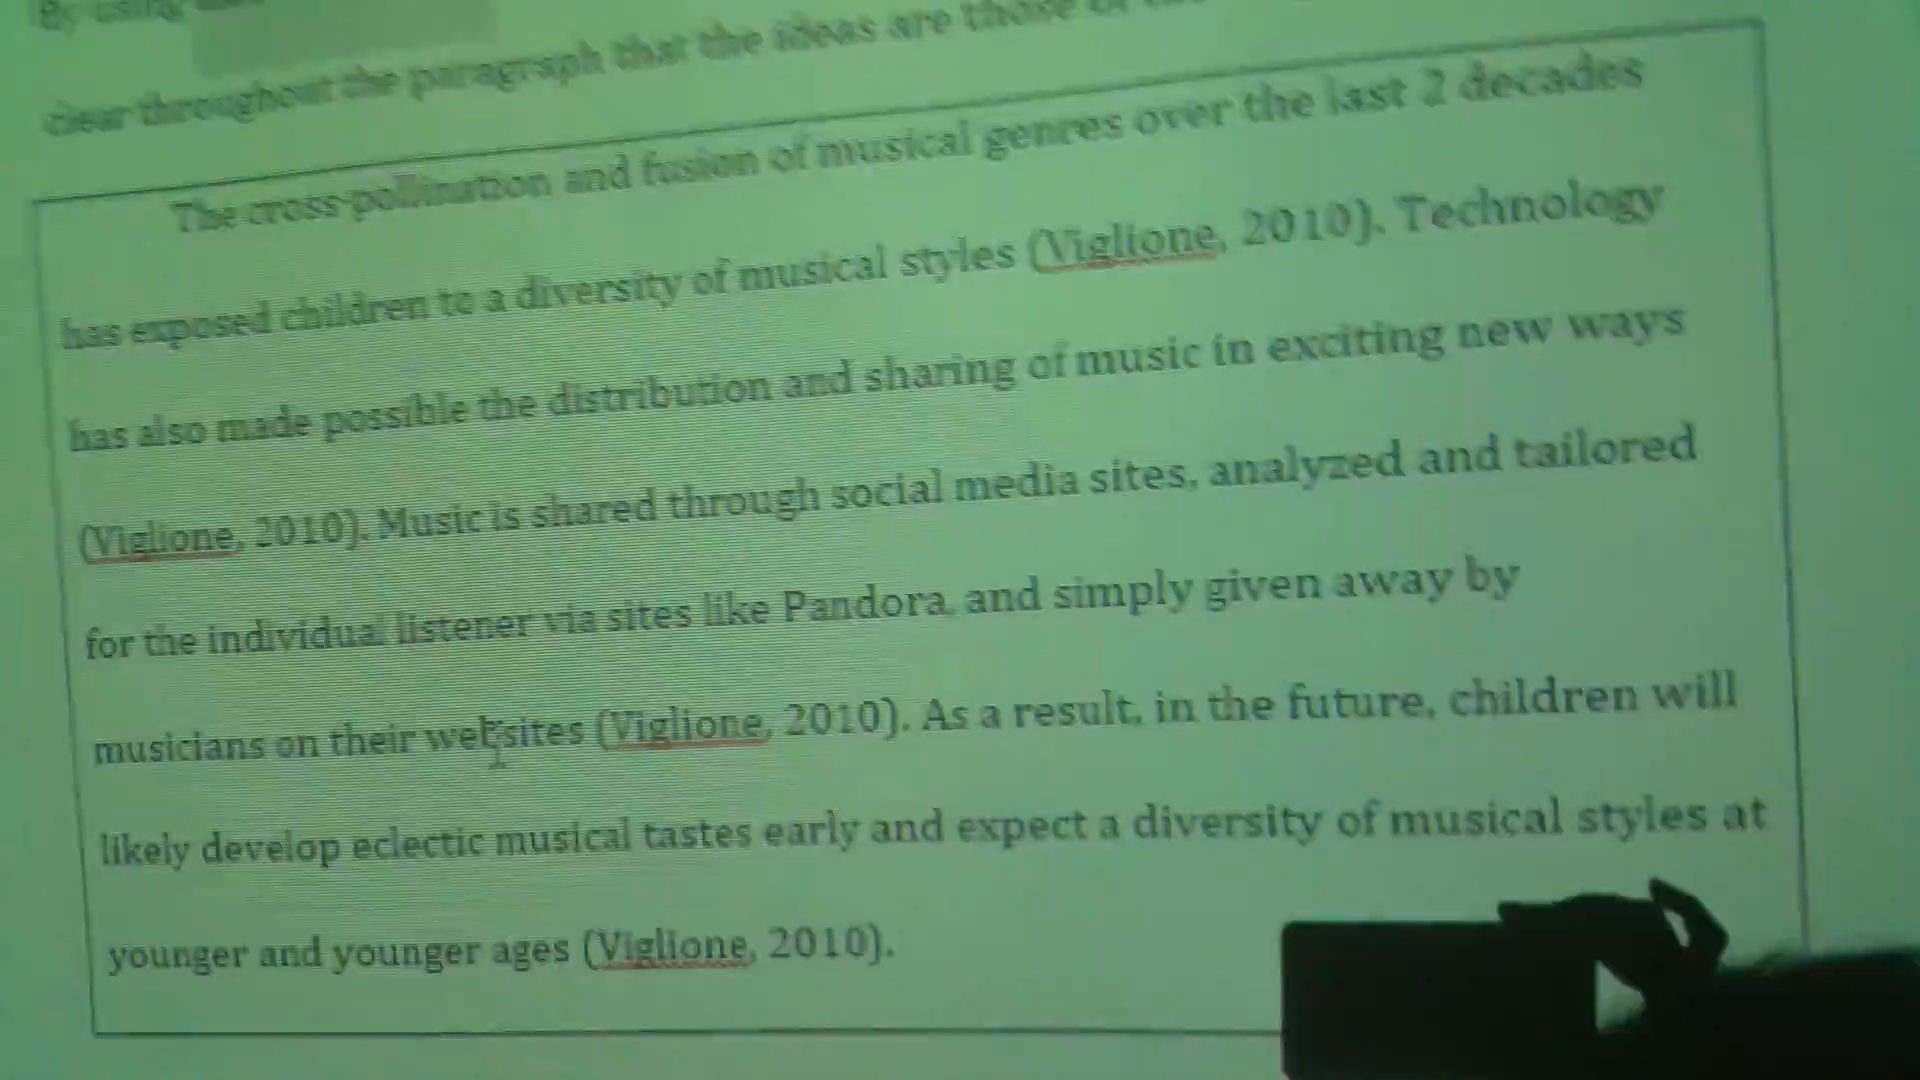 By using
clear throughout the paragraph that the ideas are those of
The cross-pollination and fusion of musical genres over the last 2 decades
has exposed children to a diversity of musical styles (Viglione, 2010). Technology
has also made possible the distribution and sharing of music in exciting new ways
(Viglione, 2010). Music is shared through social media sites, analyzed and tailored
for the individual listener via sites like Pandora, and simply given away by
musicians on their websites (Viglione, 2010). As a result, in the future, children will
likely develop eclectic musical tastes early and expect a diversity of musical styles at
younger and younger ages (Viglione, 2010).